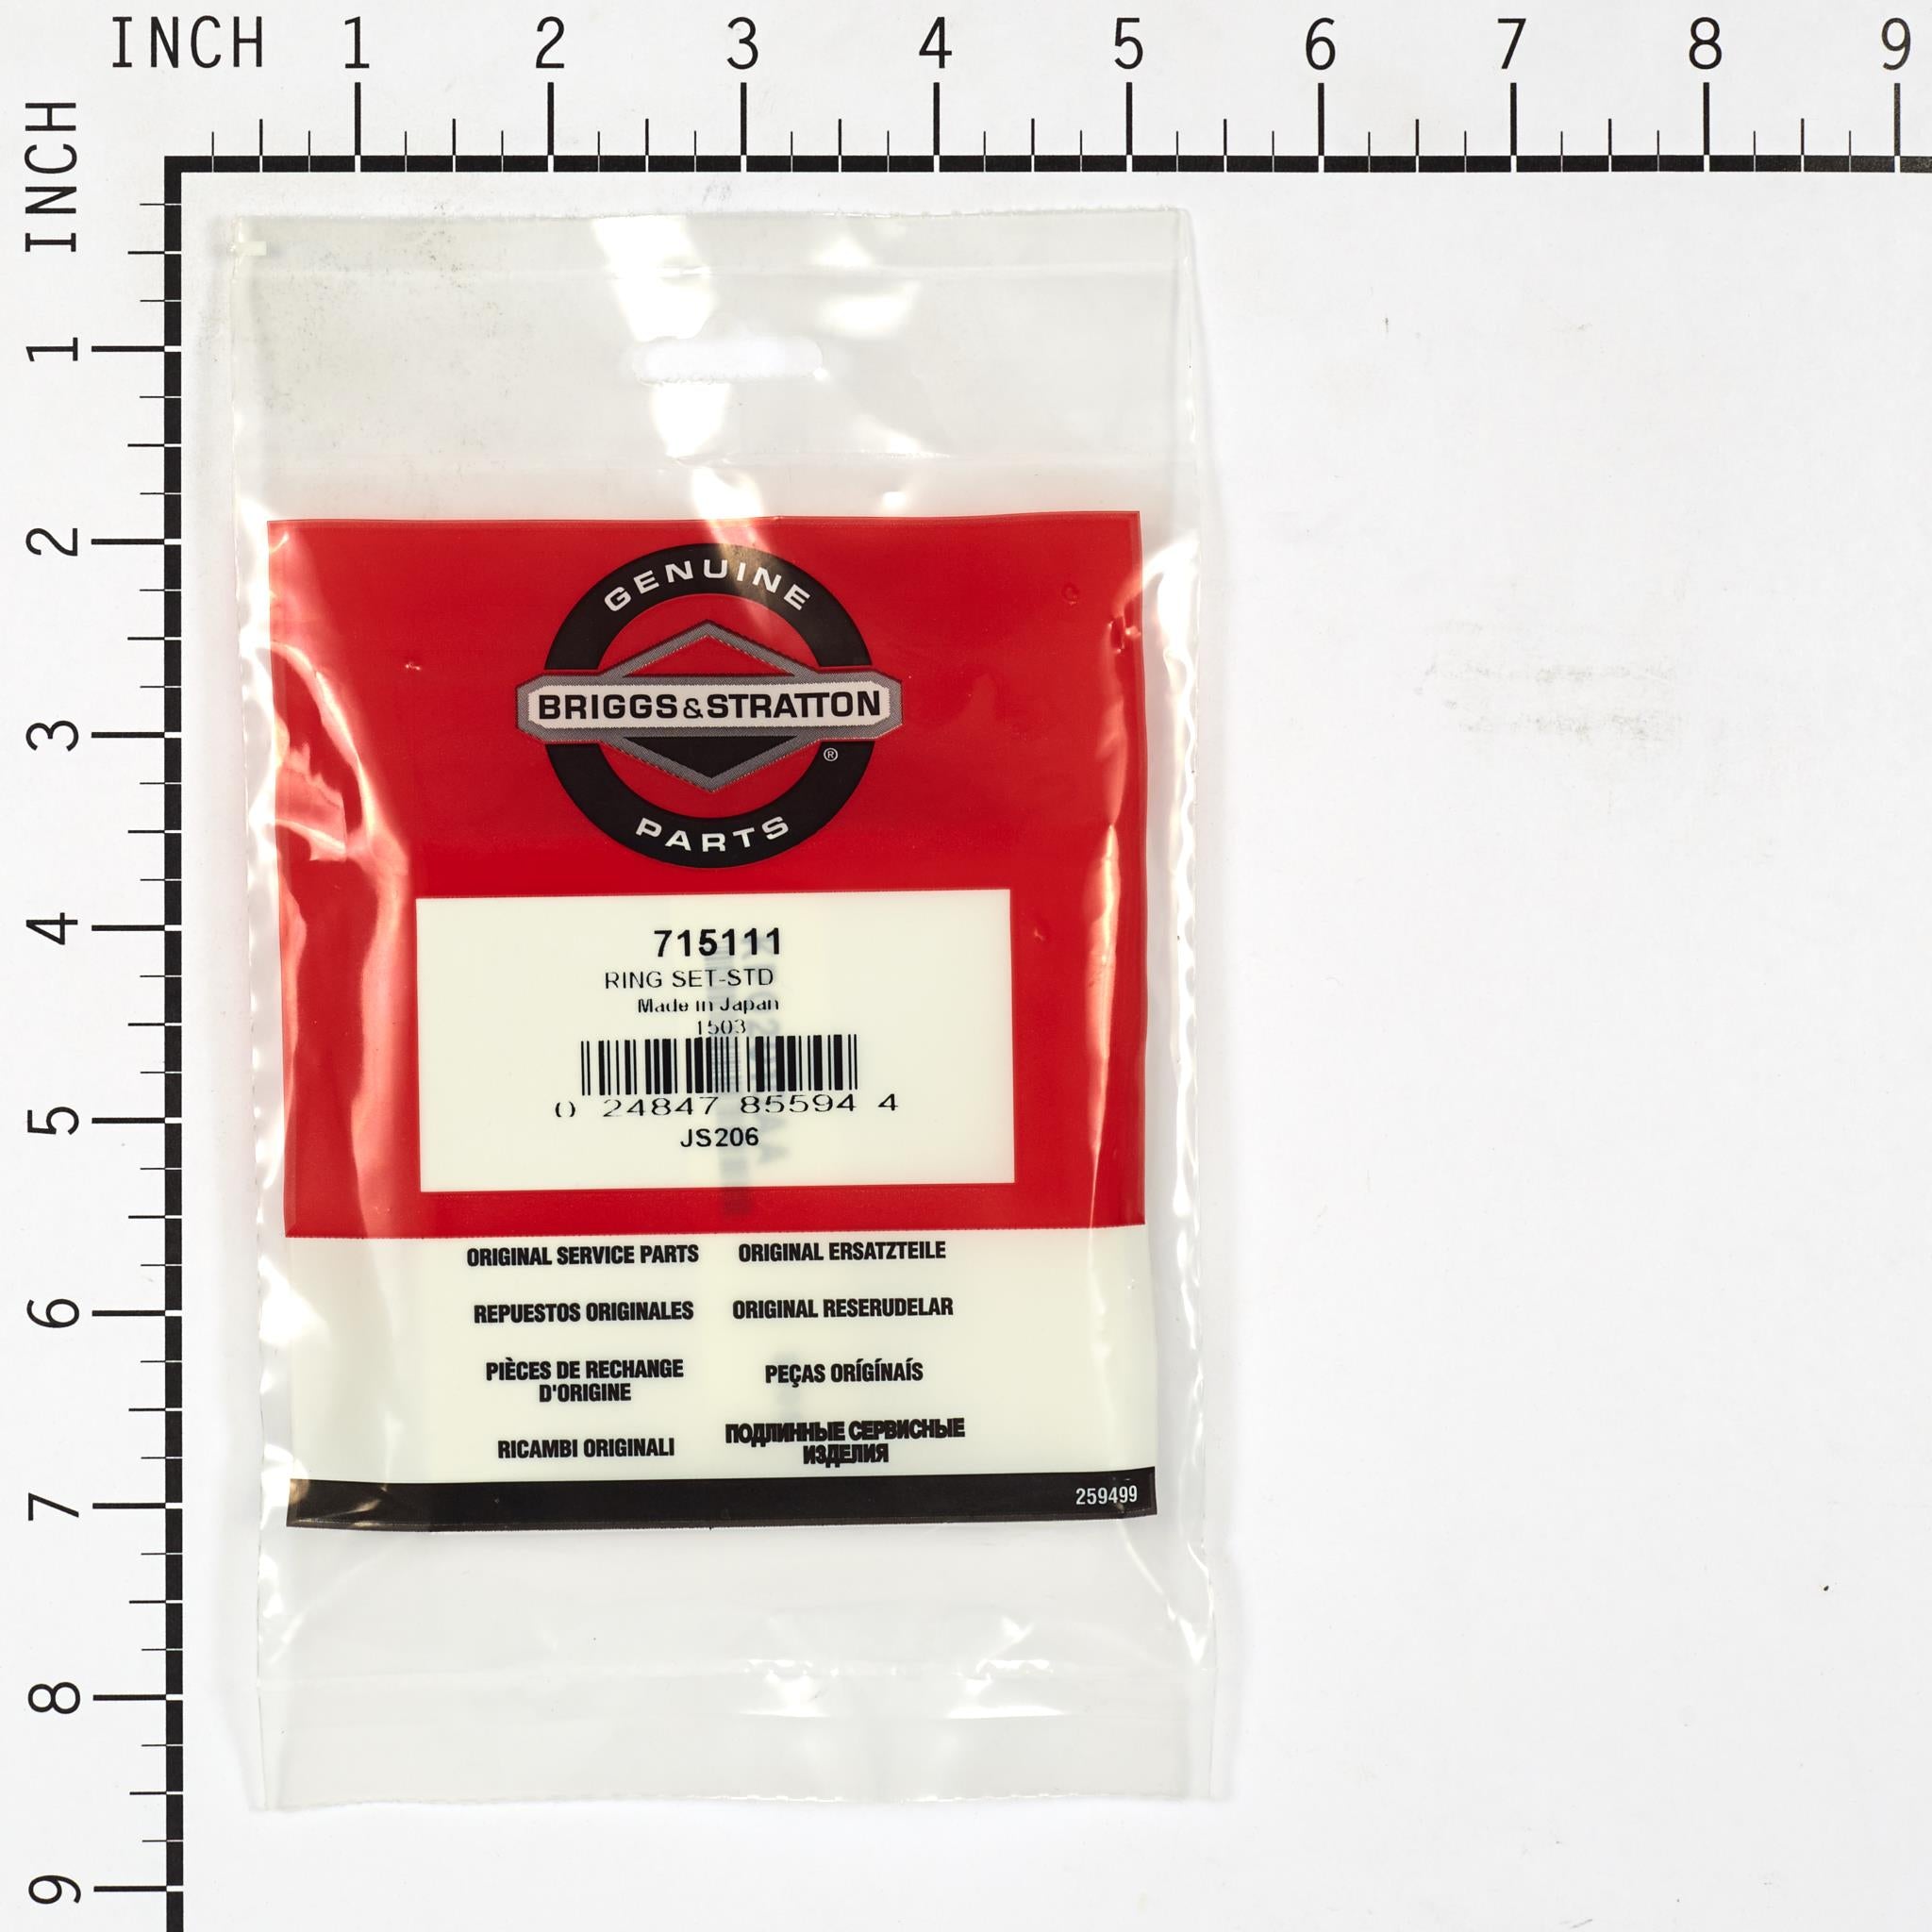 INCH 1 2 3 4 5 6 7 8 9
INCH 1 2 3 4 5 6 7 8 9
GENUINE
BRIGGS&STRATTON
®
PARTS
715111
RING SET-STD
Made in Japan
1503
0 24847 85594 4
JS206
ORIGINAL SERVICE PARTS
ORIGINAL ERSATZTEILE
REPUESTOS ORIGINALES
ORIGINAL RESERUDELAR
PIÈCES DE RECHANGE
D'ORIGINE
PEÇAS ORÍGÍNAÍS
RICAMBI ORIGINALI
ПОДЛИННЫЕ СЕРВИСНЫЕ
ИЗДЕЛИЯ
259499